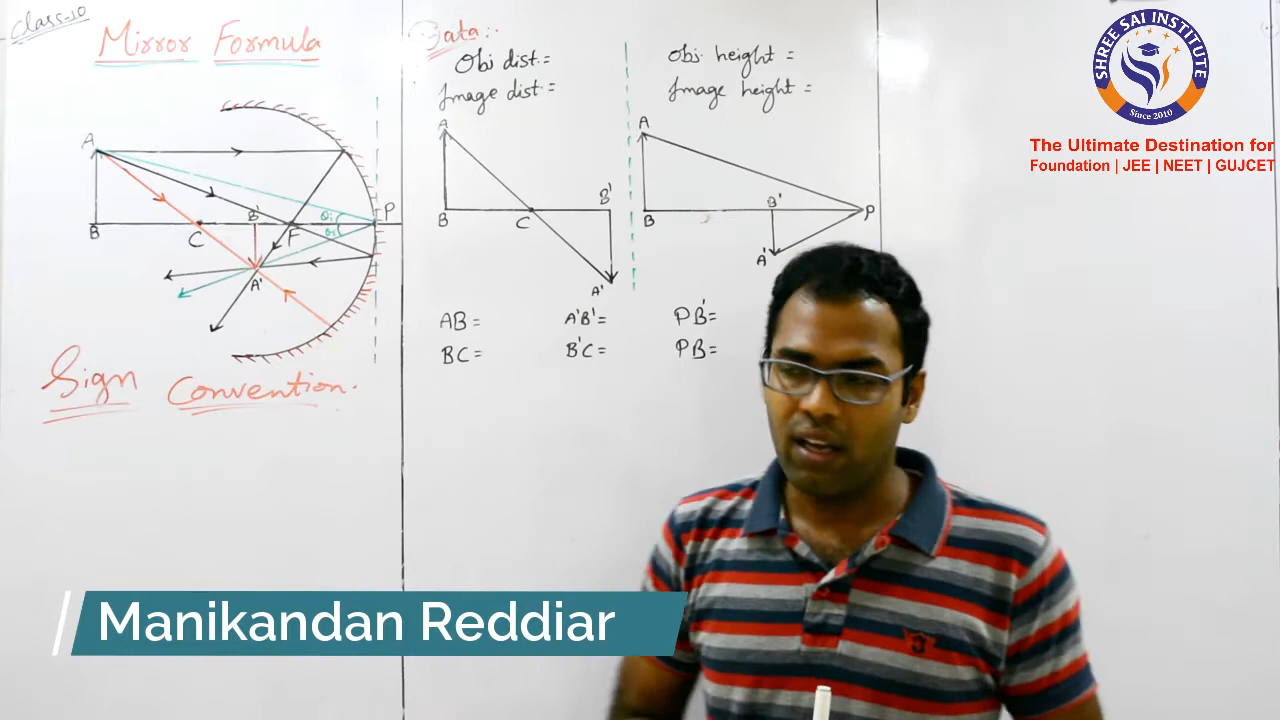 Class-10
Mirror Formula
A
B
C
B'
F
P
θi
θr
A'
Sign Convention.
Data:-
Obj dist =
Image dist =
Obj height =
Image height =
A
B
C
B'
A'
A
B
B'
P
A'
AB =
A'B' =
PB' =
BC =
B'C =
PB =
SHREE SAI INSTITUTE
Since 2010
The Ultimate Destination for
Foundation | JEE | NEET | GUJCET
Manikandan Reddiar